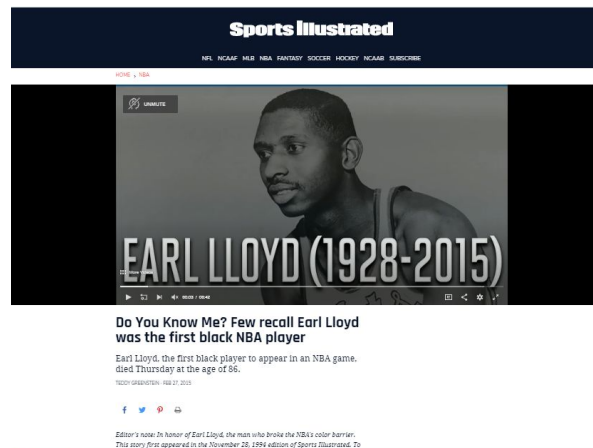 Sports Illustrated
NFL NCAAF MLB NBA FANTASY SOCCER HOCKEY NCAAB SUBSCRIBE
HOME › NBA
UNMUTE
EARL LLOYD (1928-2015)
Do You Know Me? Few recall Earl Lloyd
was the first black NBA player
Earl Lloyd, the first black player to appear in an NBA game,
died Thursday at the age of 86.
TEDDY GREENSTEIN · FEB 27, 2015
Editor's note: In honor of Earl Lloyd, the man who broke the NBA's color barrier.
This story first appeared in the November 28, 1994 edition of Sports Illustrated. To